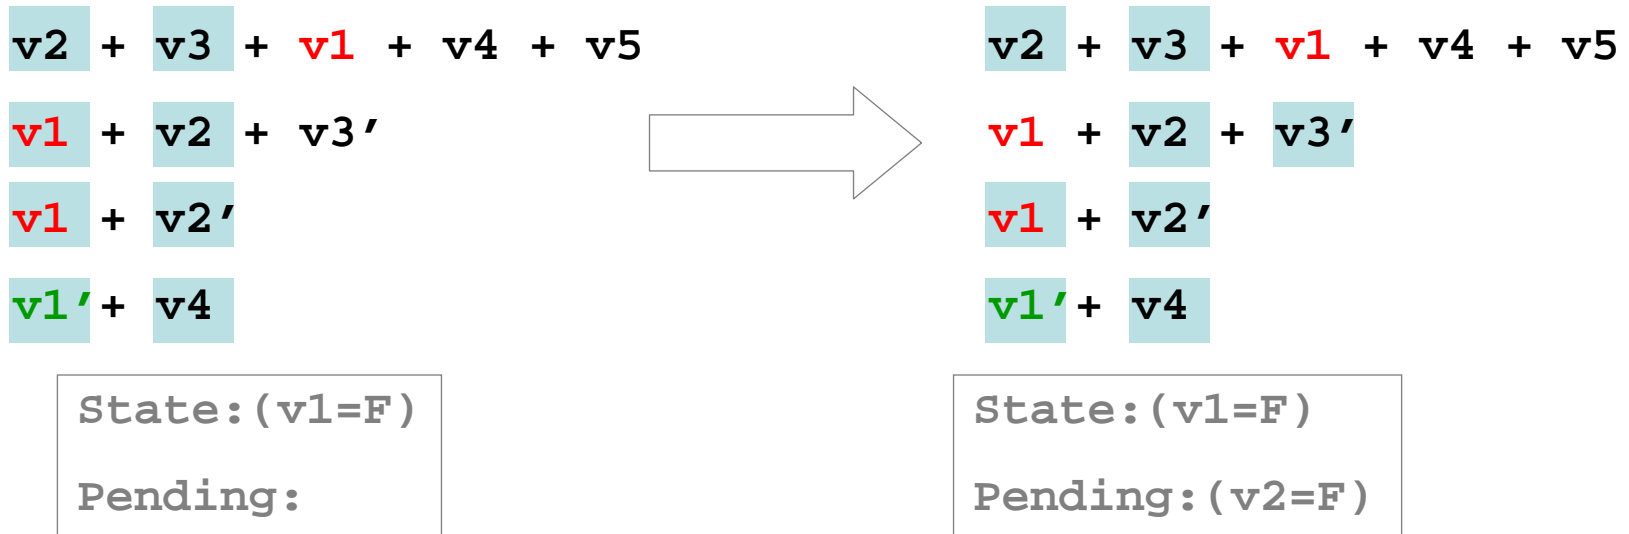 v2 + v3 + v1 + v4 + v5
v1 + v2 + v3'
v1 + v2'
v1' + v4
State:(v1=F)
Pending:
v2 + v3 + v1 + v4 + v5
v1 + v2 + v3'
v1 + v2'
v1' + v4
State:(v1=F)
Pending:(v2=F)